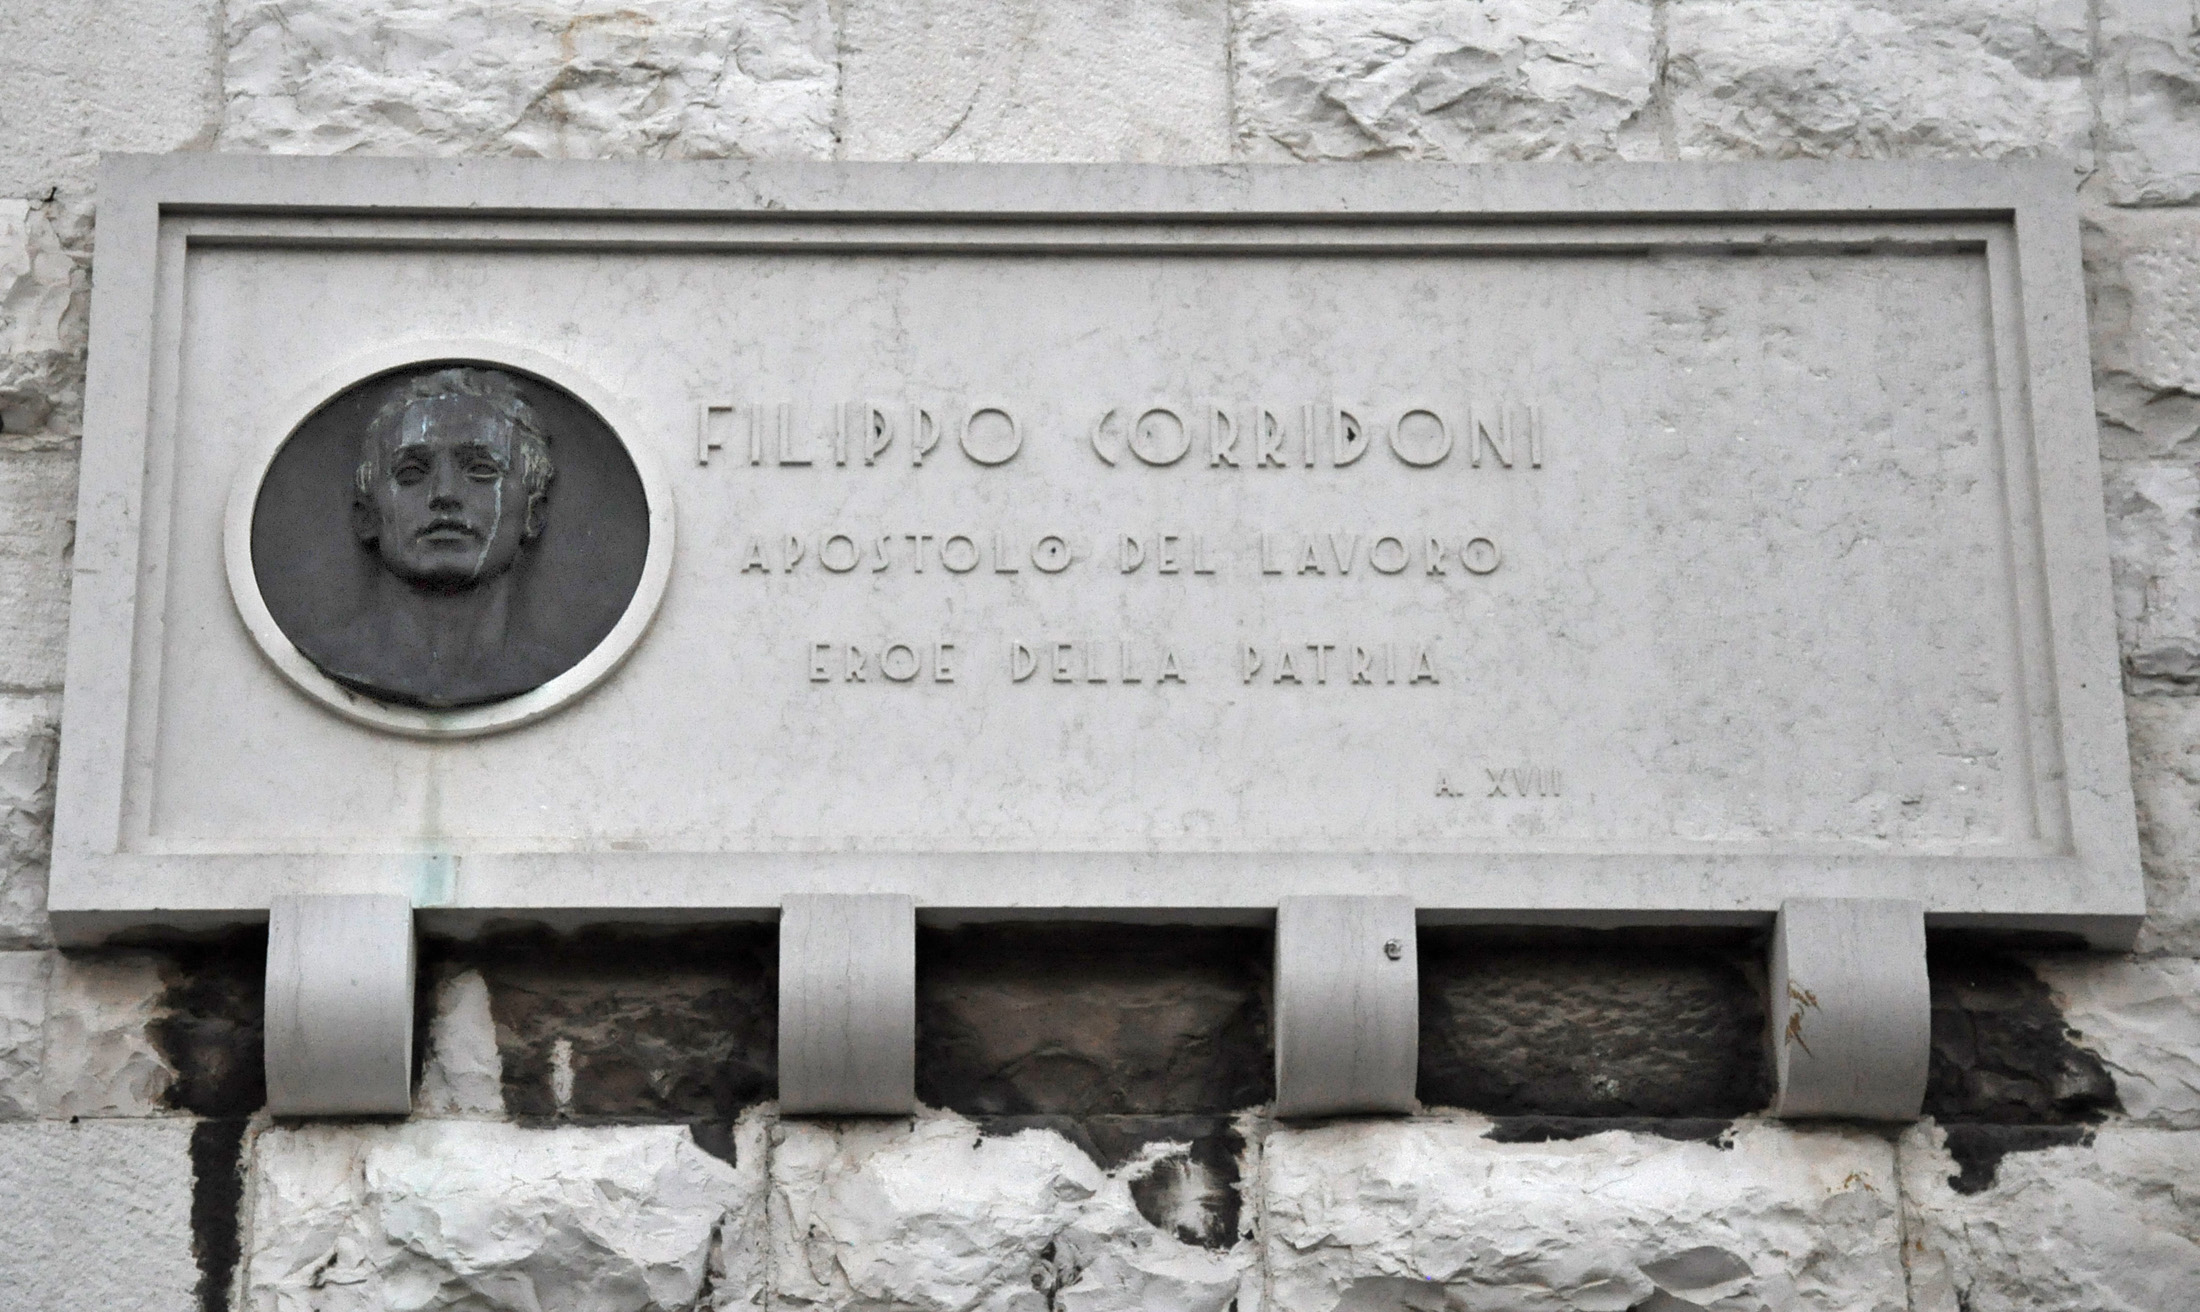 FILIPPO CORRIDONI
APOSTOLO DEL LAVORO
EROE DELLA PATRIA
A. XVII